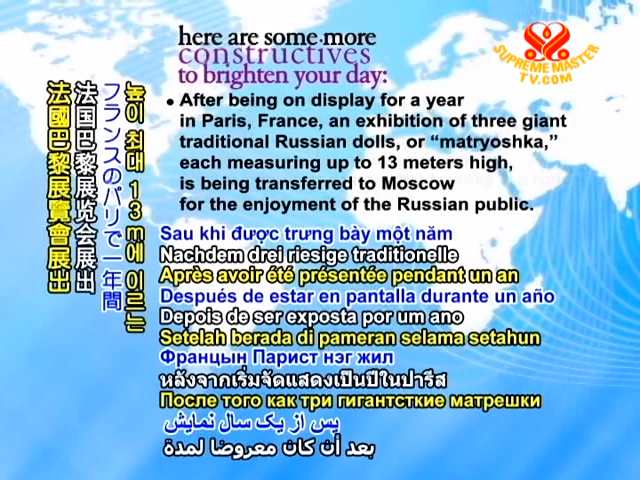 here are some more
constructives
to brighten your day:
SUPREME MASTER
TV.COM
• After being on display for a year
in Paris, France, an exhibition of three giant
traditional Russian dolls, or “matryoshka,”
each measuring up to 13 meters high,
is being transferred to Moscow
for the enjoyment of the Russian public.
法國巴黎展覽會展出
法国巴黎展览会展出
フランスのパリで一年間
높이 최대 13m에 이르는
Sau khi được trưng bày một năm
Nachdem drei riesige traditionelle
Après avoir été présentée pendant un an
Después de estar en pantalla durante un año
Depois de ser exposta por um ano
Setelah berada di pameran selama setahun
Францын Парист нэг жил
หลังจากเริ่มจัดแสดงเป็นปีในปารีส
После того как три гигантсткие матрешки
پس از یک سال نمایش
بعد أن كان معروضا لمدة